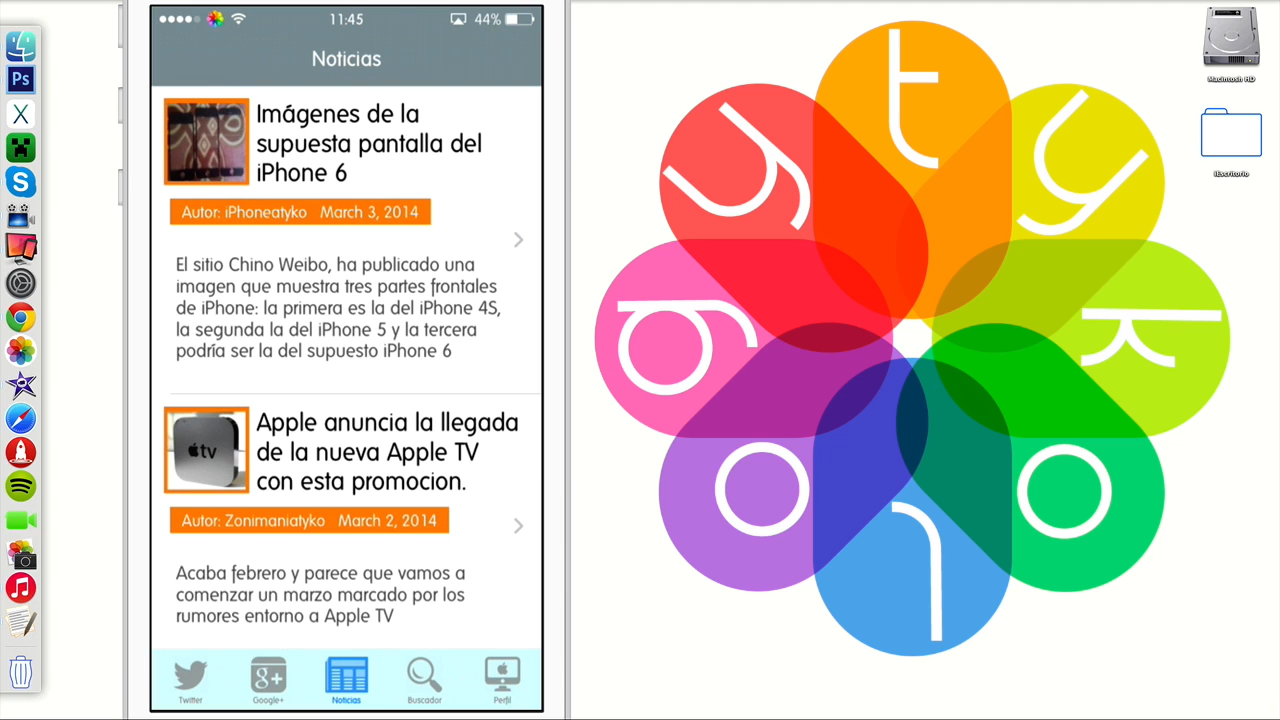 11:45
44%
Noticias
Imágenes de la
supuesta pantalla del
iPhone 6
Autor: iPhoneatyko March 3, 2014
El sitio Chino Weibo, ha publicado una
imagen que muestra tres partes frontales
de iPhone: la primera es la del iPhone 4S,
la segunda la del iPhone 5 y la tercera
podría ser la del supuesto iPhone 6
Apple anuncia la llegada
de la nueva Apple TV
con esta promocion.
Autor: Zonimaniatyko March 2, 2014
Acaba febrero y parece que vamos a
comenzar un marzo marcado por los
rumores entorno a Apple TV
Twitter
g+
Google+
Noticias
Buscador
Perfil
tv
Ps
X
S
t
y
k
o
r
o
a
y
Macintosh HD
iEscritorio